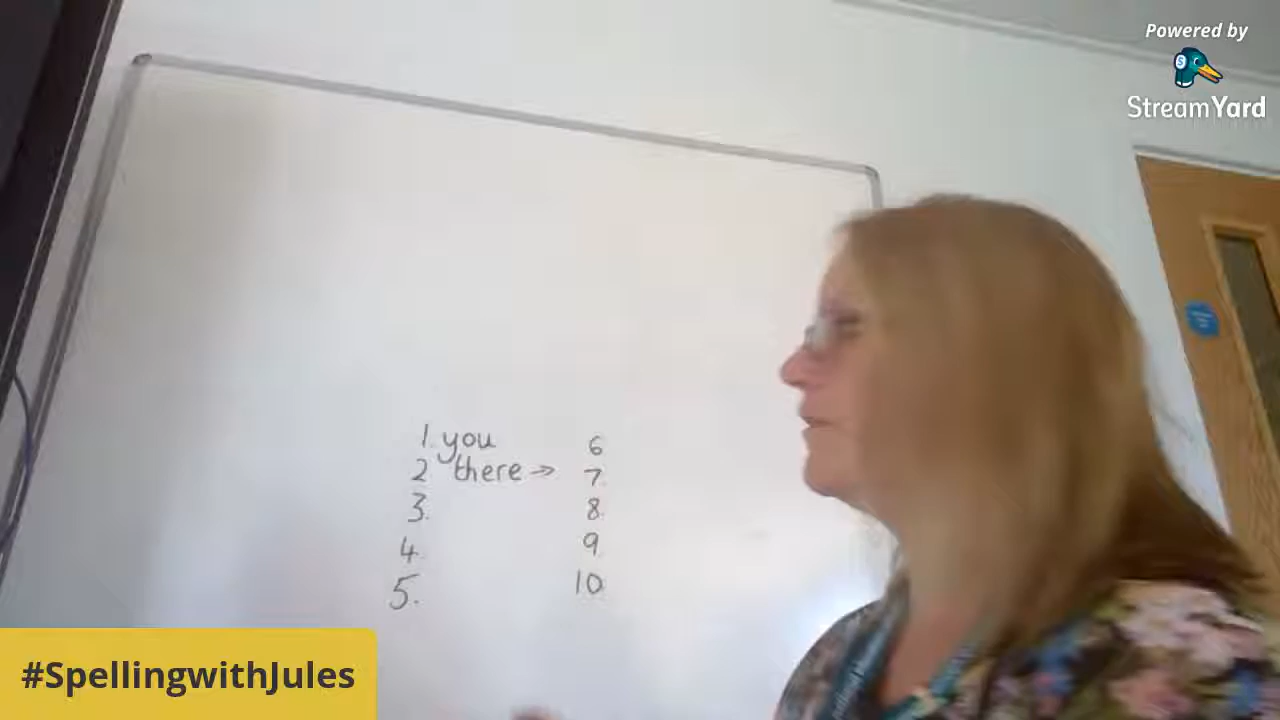 Powered by
StreamYard
1. you 6
2 there → 7.
3. 8.
4. 9.
5. 10
#SpellingwithJules